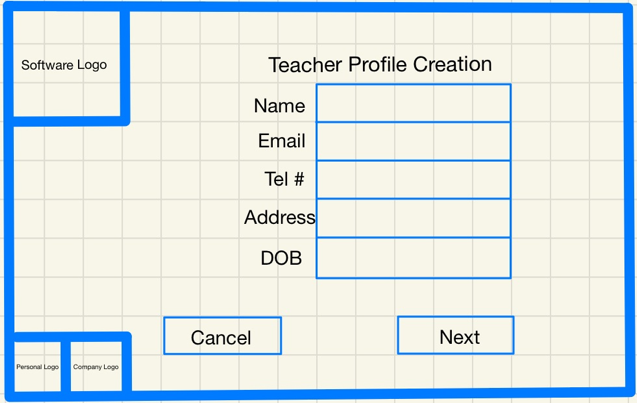 Software Logo
Teacher Profile Creation
Name
Email
Tel #
Address
DOB
Cancel
Next
Personal Logo
Company Logo